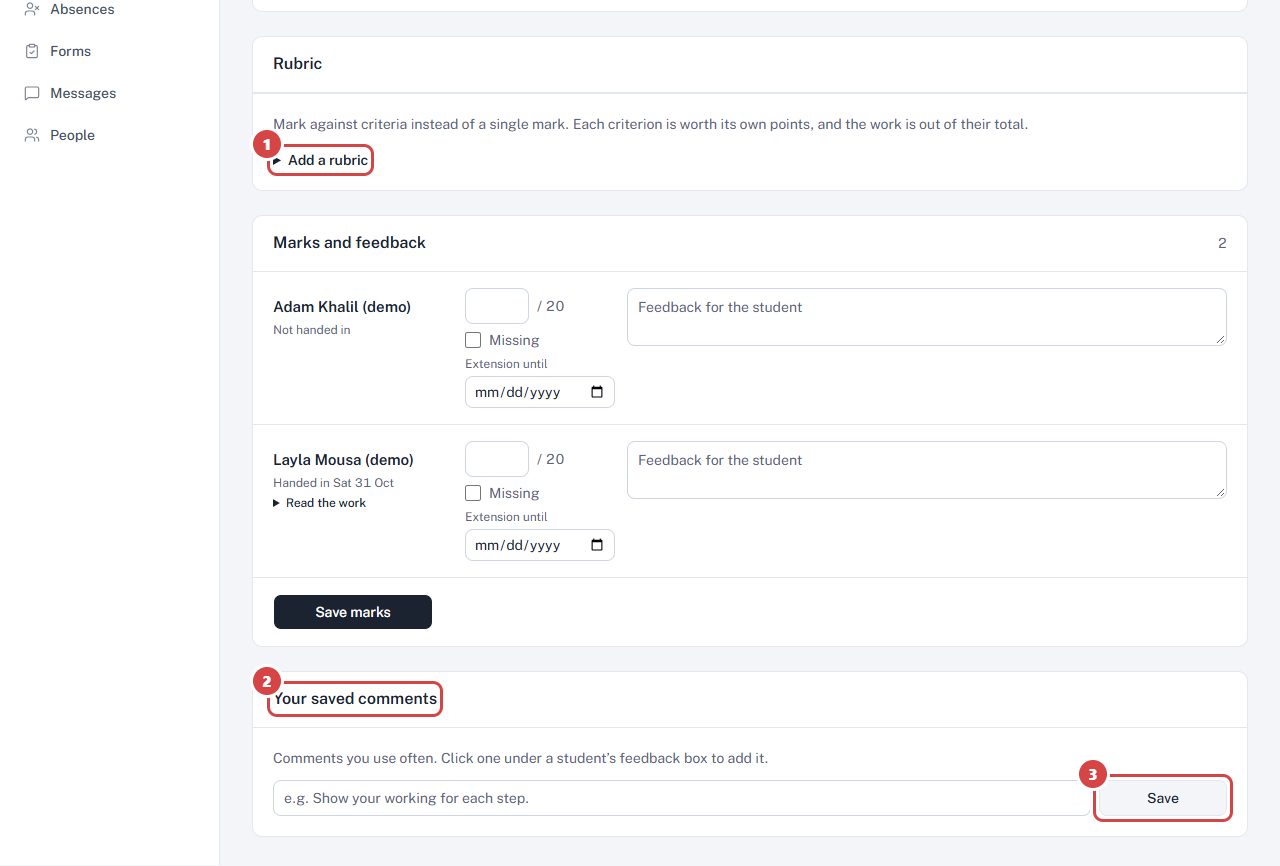 Absences
Forms
Messages
People
Rubric
Mark against criteria instead of a single mark. Each criterion is worth its own points, and the work is out of their total.
1
Add a rubric
Marks and feedback
2
Adam Khalil (demo)
Not handed in
/ 20
Missing
Extension until
mm/dd/yyyy
Feedback for the student
Layla Mousa (demo)
Handed in Sat 31 Oct
Read the work
/ 20
Missing
Extension until
mm/dd/yyyy
Feedback for the student
Save marks
2
Your saved comments
Comments you use often. Click one under a student's feedback box to add it.
e.g. Show your working for each step.
3
Save